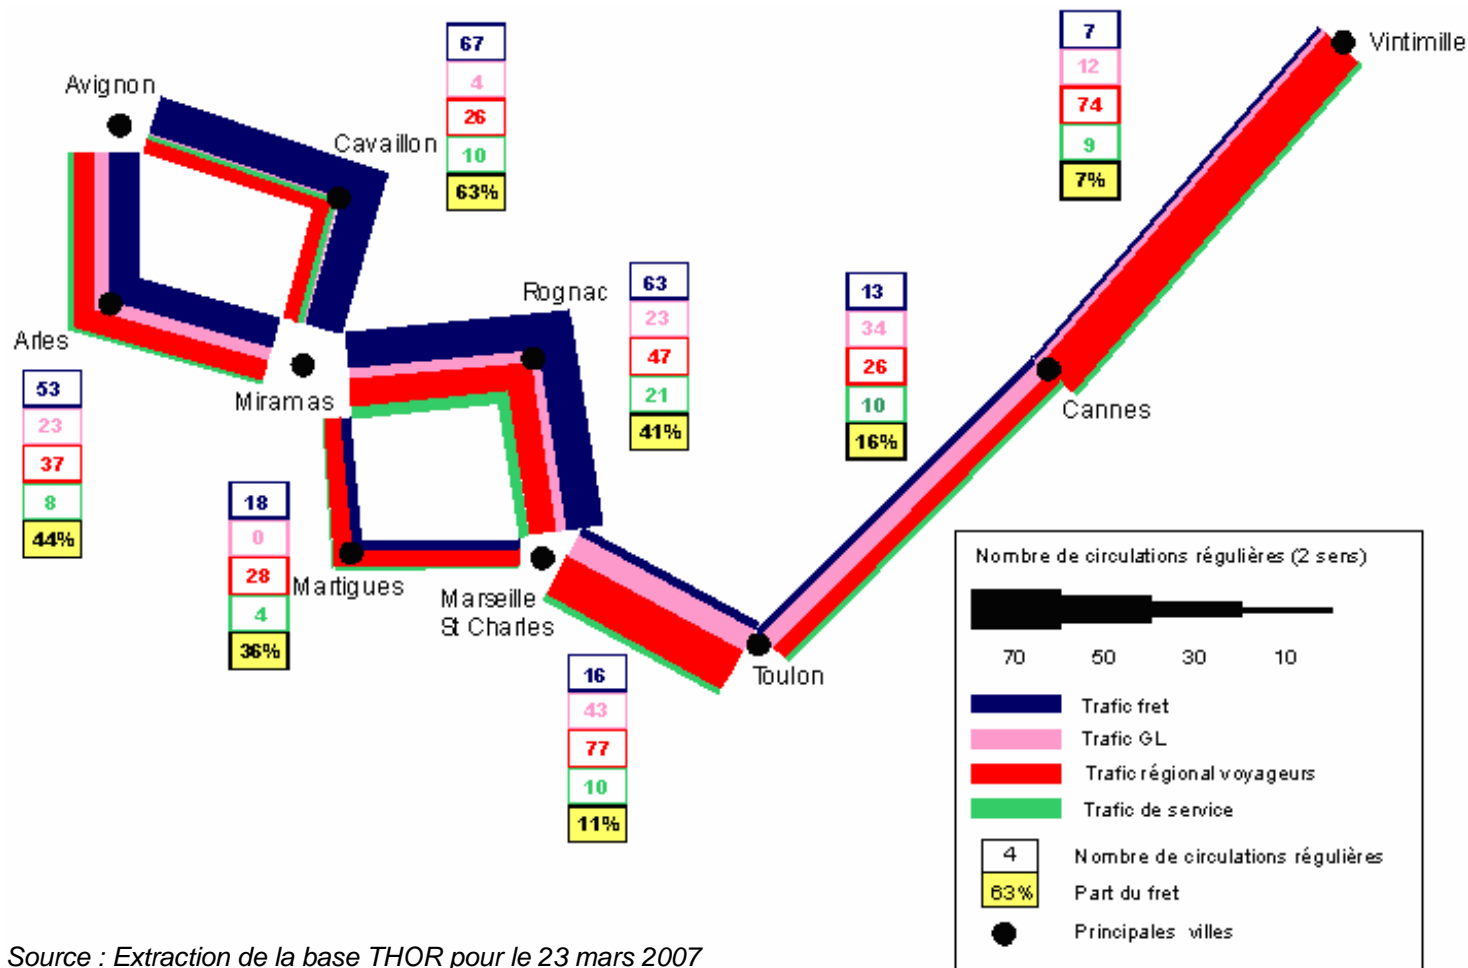 Avignon
67
4
26
10
63%
Cavaillon
7
12
74
9
7%
Vintimille
Arles
53
23
37
8
44%
Miramas
Rognac
63
23
47
21
41%
13
34
26
10
16%
Cannes
18
0
28
4
36%
Martigues
Marseille
St Charles
16
43
77
10
11%
Toulon
Nombre de circulations régulières (2 sens)
70 50 30 10
Trafic fret
Trafic GL
Trafic régional voyageurs
Trafic de service
4 Nombre de circulations régulières
63% Part du fret
Principales villes
Source : Extraction de la base THOR pour le 23 mars 2007